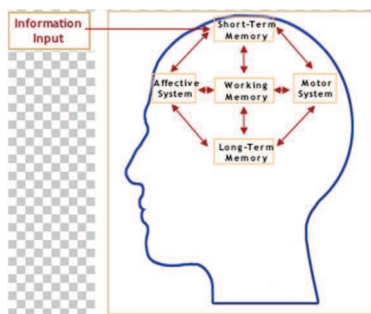 Information
Input
Short-Term
Memory
Affective
System
Working
Memory
Motor
System
Long-Term
Memory